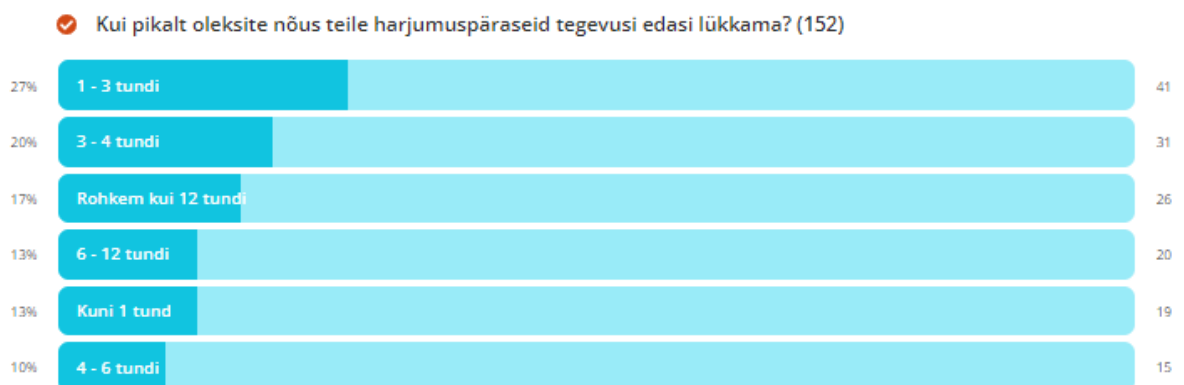 Kui pikalt oleksite nõus teile harjumuspäraseid tegevusi edasi lükkama? (152)
27% 1 - 3 tundi 41
20% 3 - 4 tundi 31
17% Rohkem kui 12 tundi 26
13% 6 - 12 tundi 20
13% Kuni 1 tund 19
10% 4 - 6 tundi 15